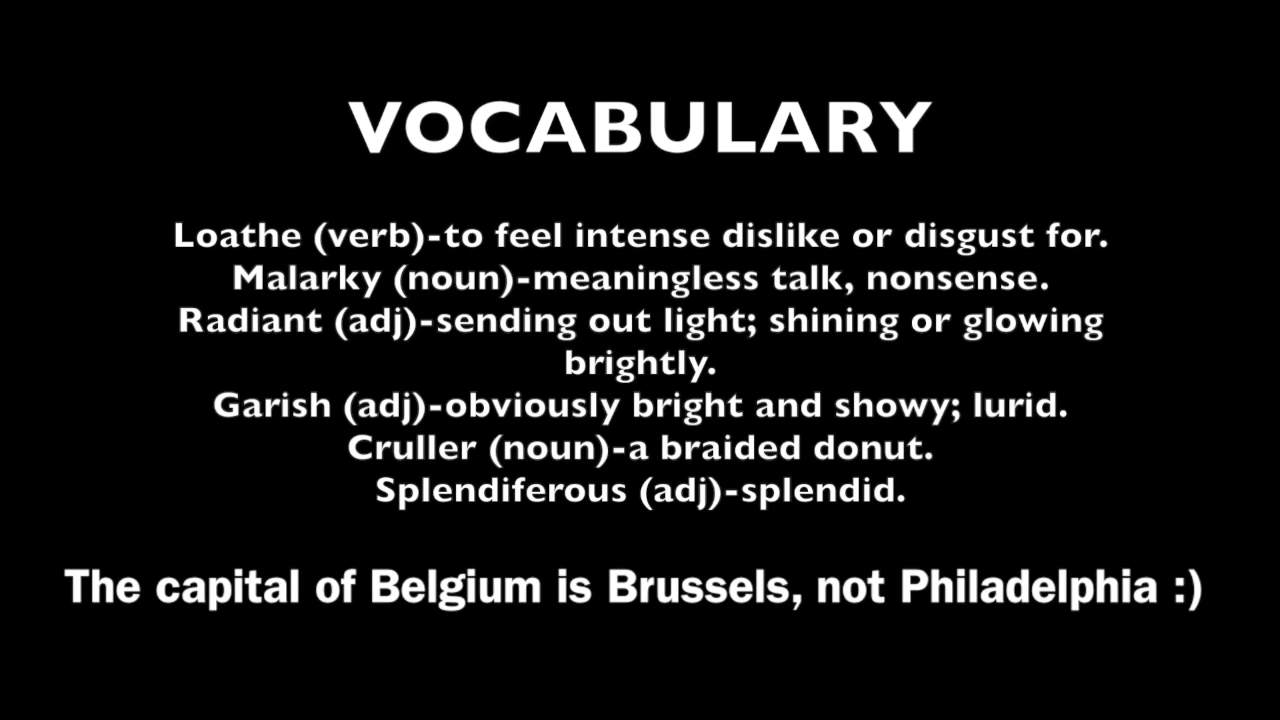 VOCABULARY
Loathe (verb)-to feel intense dislike or disgust for.
Malarky (noun)-meaningless talk, nonsense.
Radiant (adj)-sending out light; shining or glowing
brightly.
Garish (adj)-obviously bright and showy; lurid.
Cruller (noun)-a braided donut.
Splendiferous (adj)-splendid.
The capital of Belgium is Brussels, not Philadelphia :)